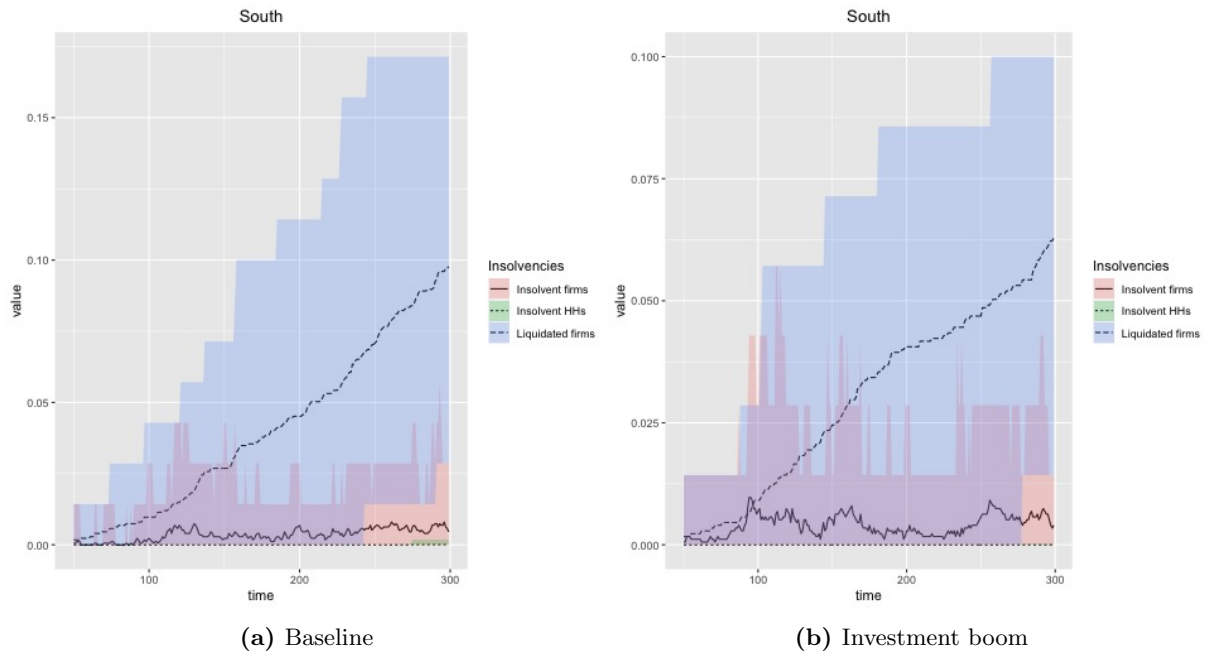 South
value
0.15
0.10
0.05
0.00
100
200
300
time
Insolvencies
Insolvent firms
Insolvent HHs
Liquidated firms
(a) Baseline
South
value
0.100
0.075
0.050
0.025
0.000
100
200
300
time
Insolvencies
Insolvent firms
Insolvent HHs
Liquidated firms
(b) Investment boom